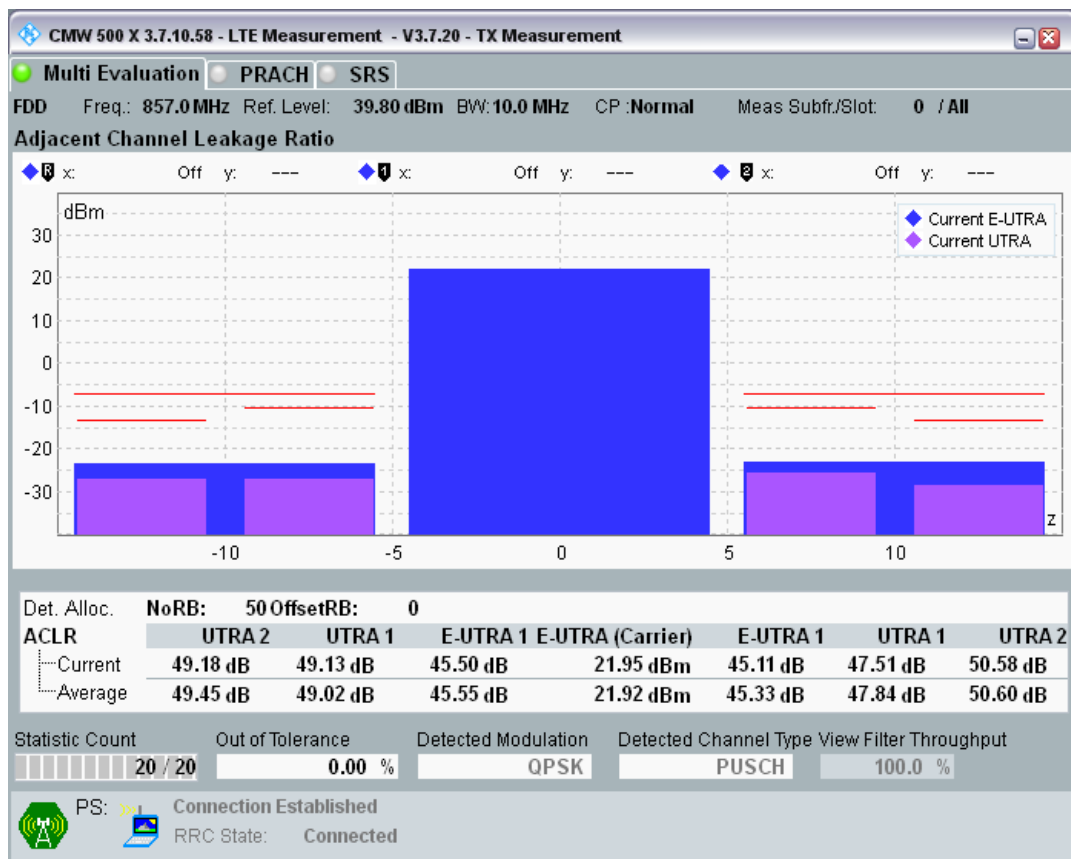 CMW 500 X 3.7.10.58 - LTE Measurement - V3.7.20 - TX Measurement
Multi Evaluation PRACH SRS
FDD Freq.: 857.0 MHz Ref. Level: 39.80 dBm BW: 10.0 MHz CP :Normal Meas Subfr./Slot: 0 / All
Adjacent Channel Leakage Ratio
R x: Off y: --- 1 x: Off y: --- 2 x: Off y: ---
dBm
Current E-UTRA
Current UTRA
30
20
10
0
-10
-20
-30
z
-10 -5 0 5 10
Det. Alloc. NoRB: 50 OffsetRB: 0
ACLR UTRA 2 UTRA 1 E-UTRA 1 E-UTRA (Carrier) E-UTRA 1 UTRA 1 UTRA 2
Current 49.18 dB 49.13 dB 45.50 dB 21.95 dBm 45.11 dB 47.51 dB 50.58 dB
Average 49.45 dB 49.02 dB 45.55 dB 21.92 dBm 45.33 dB 47.84 dB 50.60 dB
Statistic Count Out of Tolerance Detected Modulation Detected Channel Type View Filter Throughput
20 / 20 0.00 % QPSK PUSCH 100.0 %
PS: Connection Established
RRC State: Connected